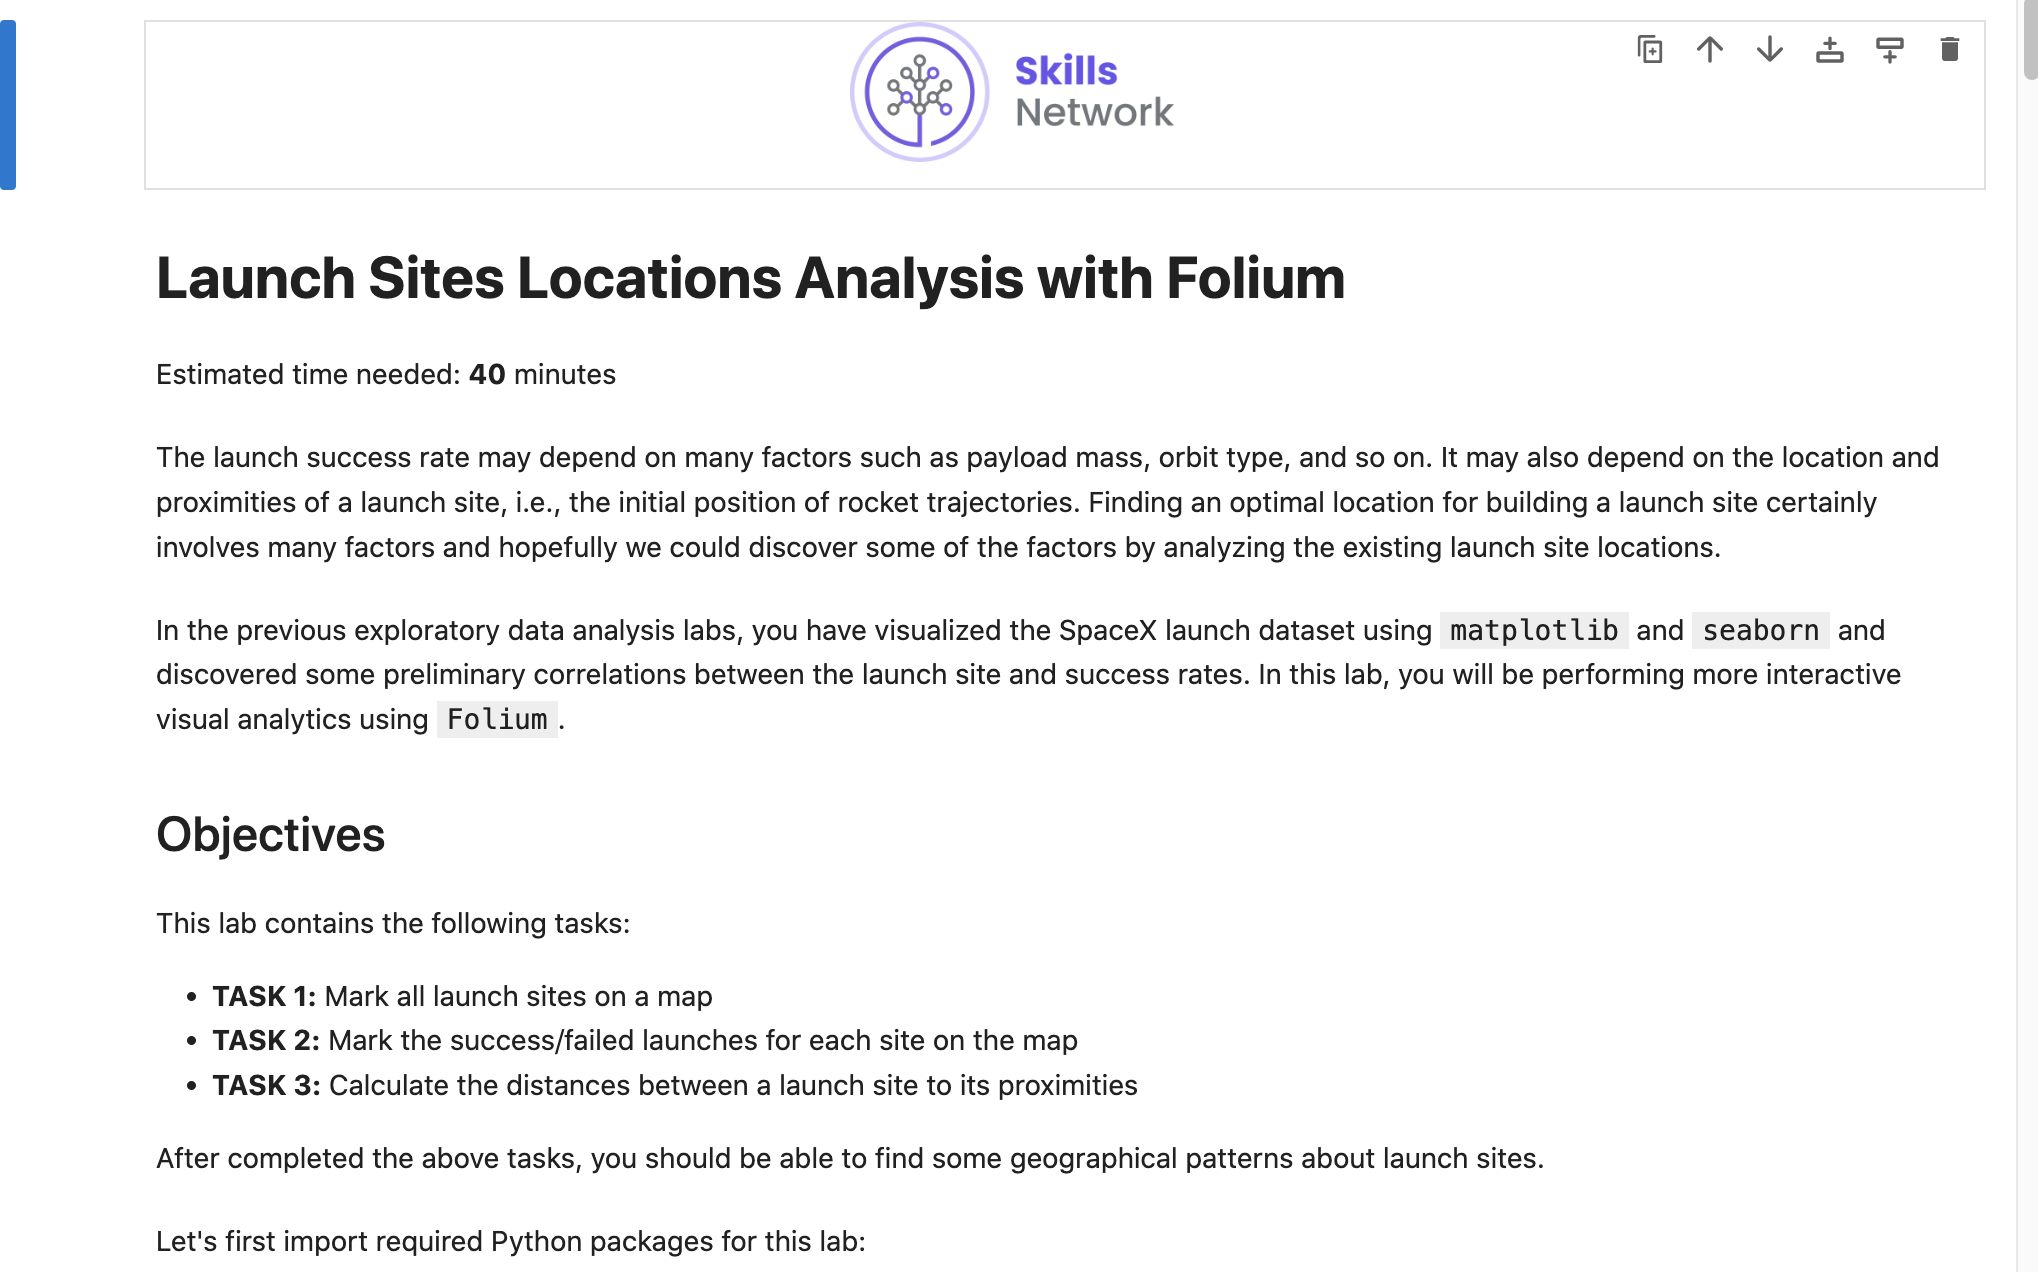 Skills
Network
Launch Sites Locations Analysis with Folium
Estimated time needed: 40 minutes
The launch success rate may depend on many factors such as payload mass, orbit type, and so on. It may also depend on the location and
proximities of a launch site, i.e., the initial position of rocket trajectories. Finding an optimal location for building a launch site certainly
involves many factors and hopefully we could discover some of the factors by analyzing the existing launch site locations.
In the previous exploratory data analysis labs, you have visualized the SpaceX launch dataset using matplotlib and seaborn and
discovered some preliminary correlations between the launch site and success rates. In this lab, you will be performing more interactive
visual analytics using Folium.
Objectives
This lab contains the following tasks:
• TASK 1: Mark all launch sites on a map
• TASK 2: Mark the success/failed launches for each site on the map
• TASK 3: Calculate the distances between a launch site to its proximities
After completed the above tasks, you should be able to find some geographical patterns about launch sites.
Let's first import required Python packages for this lab: